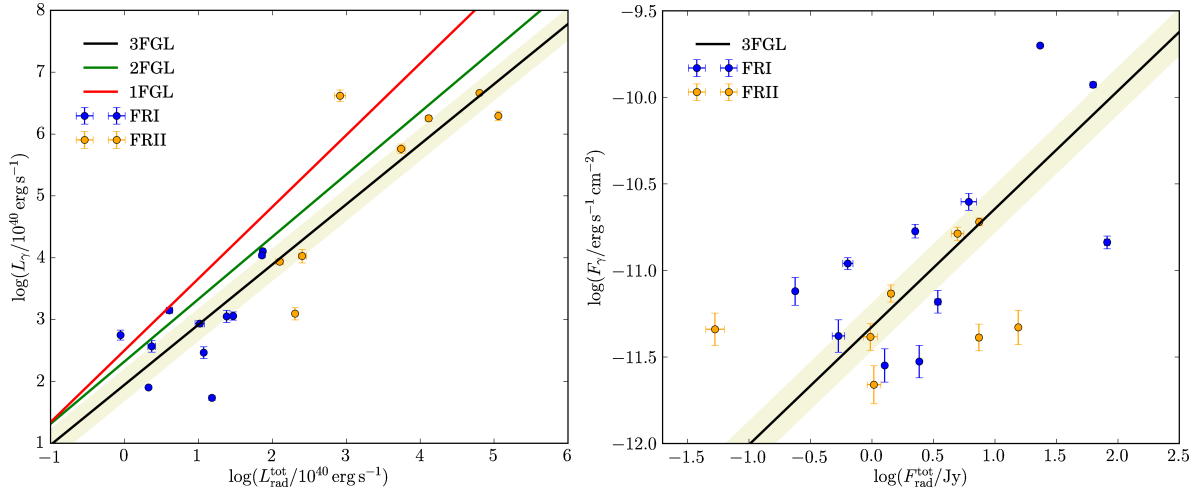 8
7
6
5
4
3
2
1
log(L_γ/10^40 erg s^−1)
3FGL
2FGL
1FGL
FRI
FRII
−1 0 1 2 3 4 5 6
log(L_rad^tot/10^40 erg s^−1)
−9.5
−10.0
−10.5
−11.0
−11.5
−12.0
log(F_γ/erg s^−1 cm^−2)
3FGL
FRI
FRII
−1.5 −1.0 −0.5 0.0 0.5 1.0 1.5 2.0 2.5
log(F_rad^tot/Jy)